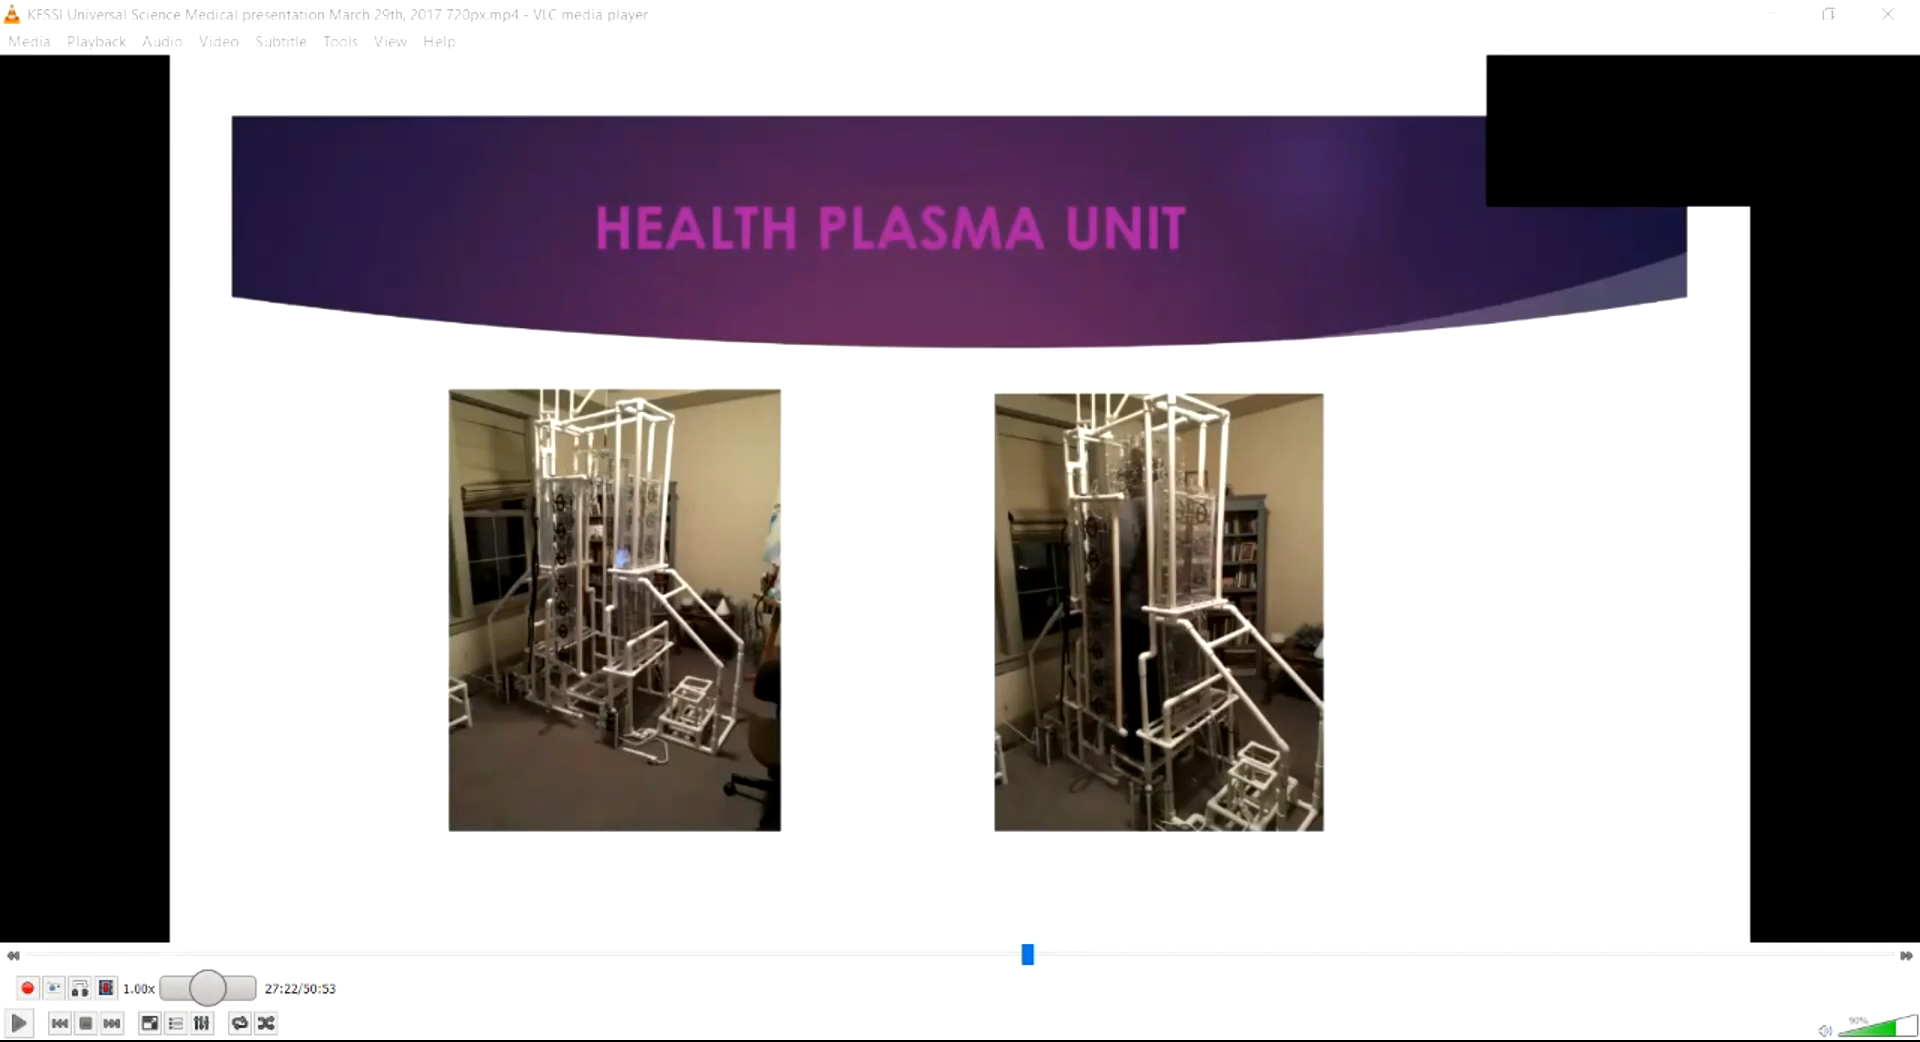 KFSSI Universal Science Medical presentation March 29th, 2017 720px.mp4 - VLC media player
Media Playback Audio Video Subtitle Tools View Help
HEALTH PLASMA UNIT
1.00x 27:22/50:53
90%